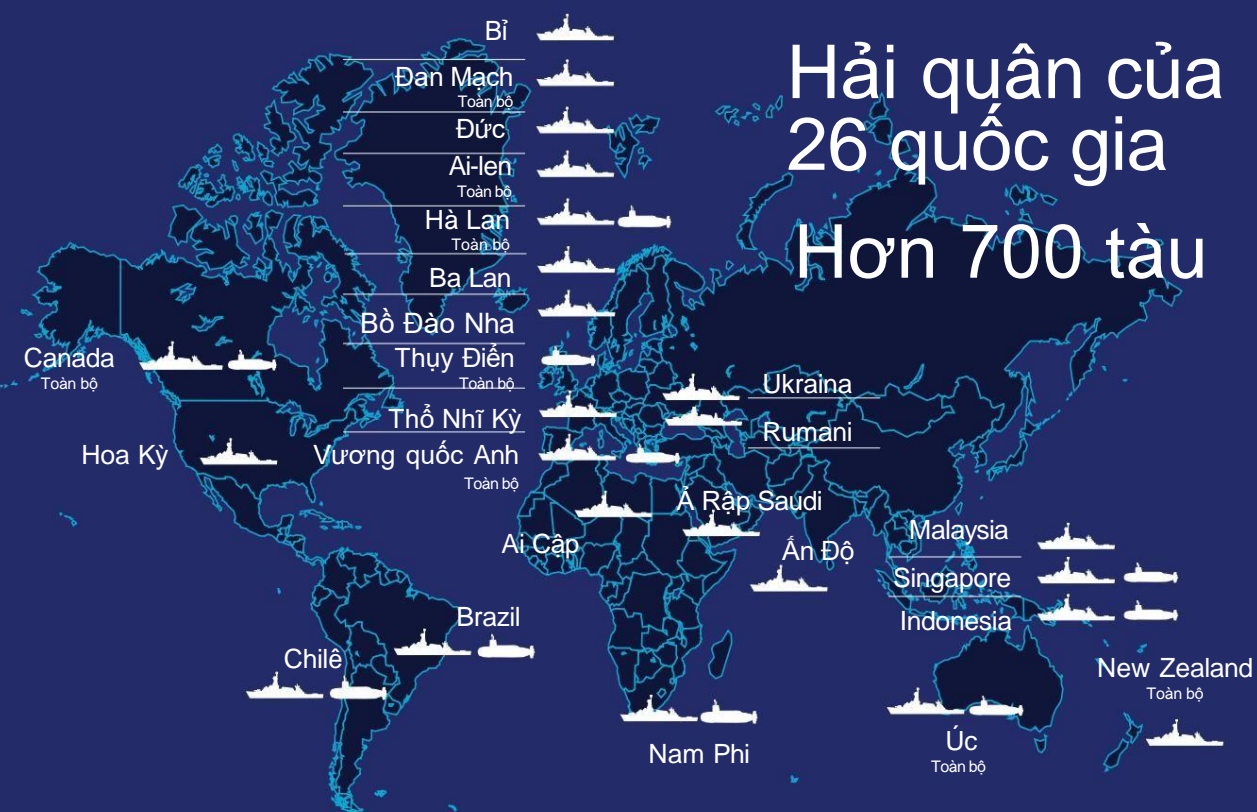 Hải quân của
26 quốc gia
Hơn 700 tàu
Bỉ
Đan Mạch
Toàn bộ
Đức
Ai-len
Toàn bộ
Hà Lan
Toàn bộ
Ba Lan
Bồ Đào Nha
Thụy Điển
Toàn bộ
Thổ Nhĩ Kỳ
Vương quốc Anh
Toàn bộ
Canada
Toàn bộ
Hoa Kỳ
Ukraina
Rumani
Ả Rập Saudi
Ai Cập
Ấn Độ
Malaysia
Singapore
Indonesia
Brazil
Chilê
Nam Phi
New Zealand
Toàn bộ
Úc
Toàn bộ